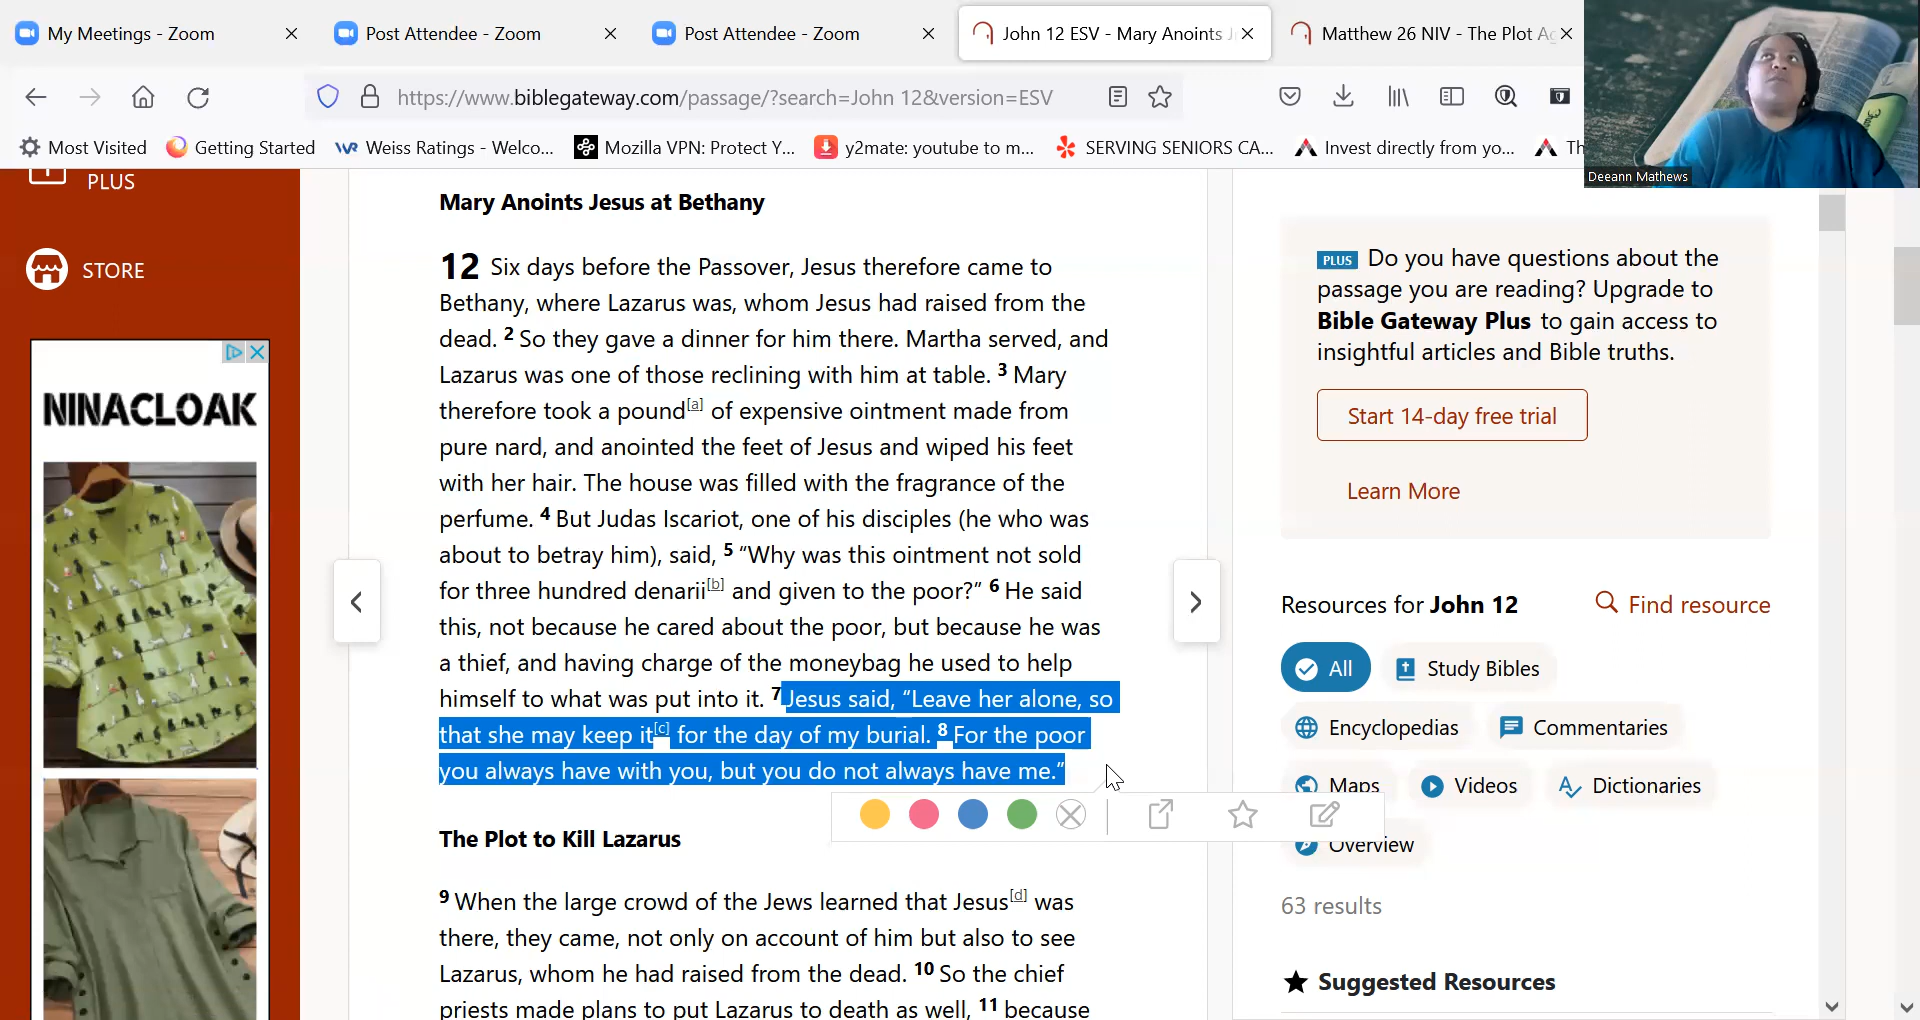 My Meetings - Zoom
Post Attendee - Zoom
Post Attendee - Zoom
John 12 ESV - Mary Anoints J
Matthew 26 NIV - The Plot Ag
https://www.biblegateway.com/passage/?search=John 12&version=ESV
Most Visited
Getting Started
Weiss Ratings - Welco...
Mozilla VPN: Protect Y...
y2mate: youtube to m...
SERVING SENIORS CA...
Invest directly from yo...
Th
Deeann Mathews
PLUS
STORE
NINACLOAK
Mary Anoints Jesus at Bethany
12 Six days before the Passover, Jesus therefore came to
Bethany, where Lazarus was, whom Jesus had raised from the
dead. 2 So they gave a dinner for him there. Martha served, and
Lazarus was one of those reclining with him at table. 3 Mary
therefore took a pound[a] of expensive ointment made from
pure nard, and anointed the feet of Jesus and wiped his feet
with her hair. The house was filled with the fragrance of the
perfume. 4 But Judas Iscariot, one of his disciples (he who was
about to betray him), said, 5 “Why was this ointment not sold
for three hundred denarii[b] and given to the poor?” 6 He said
this, not because he cared about the poor, but because he was
a thief, and having charge of the moneybag he used to help
himself to what was put into it. 7 Jesus said, “Leave her alone, so
that she may keep it[c] for the day of my burial. 8 For the poor
you always have with you, but you do not always have me.”
The Plot to Kill Lazarus
9 When the large crowd of the Jews learned that Jesus[d] was
there, they came, not only on account of him but also to see
Lazarus, whom he had raised from the dead. 10 So the chief
priests made plans to put Lazarus to death as well, 11 because
PLUS Do you have questions about the
passage you are reading? Upgrade to
Bible Gateway Plus to gain access to
insightful articles and Bible truths.
Start 14-day free trial
Learn More
Resources for John 12
Find resource
All
Study Bibles
Encyclopedias
Commentaries
Maps
Videos
Dictionaries
Overview
63 results
Suggested Resources